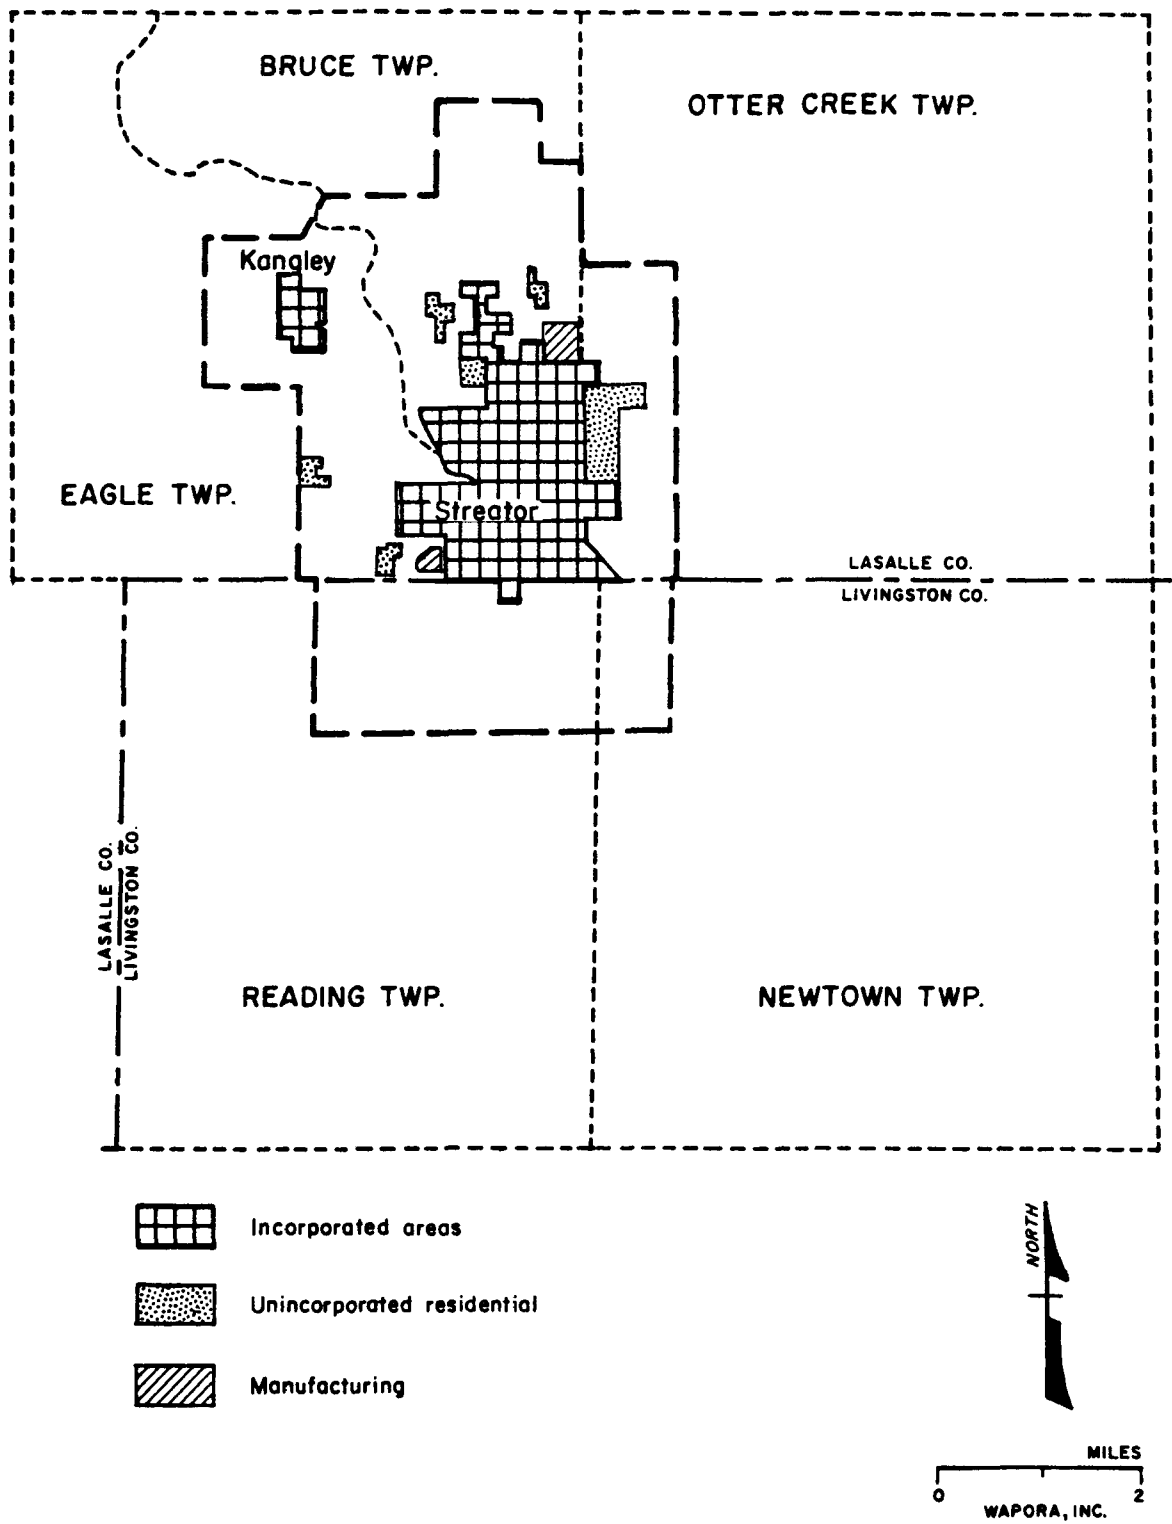 BRUCE TWP.
OTTER CREEK TWP.
Kangley
EAGLE TWP.
Streator
LASALLE CO.
LIVINGSTON CO.
LASALLE CO.
LIVINGSTON CO.
READING TWP.
NEWTOWN TWP.
Incorporated areas
Unincorporated residential
Manufacturing
NORTH
MILES
0 2
WAPORA, INC.